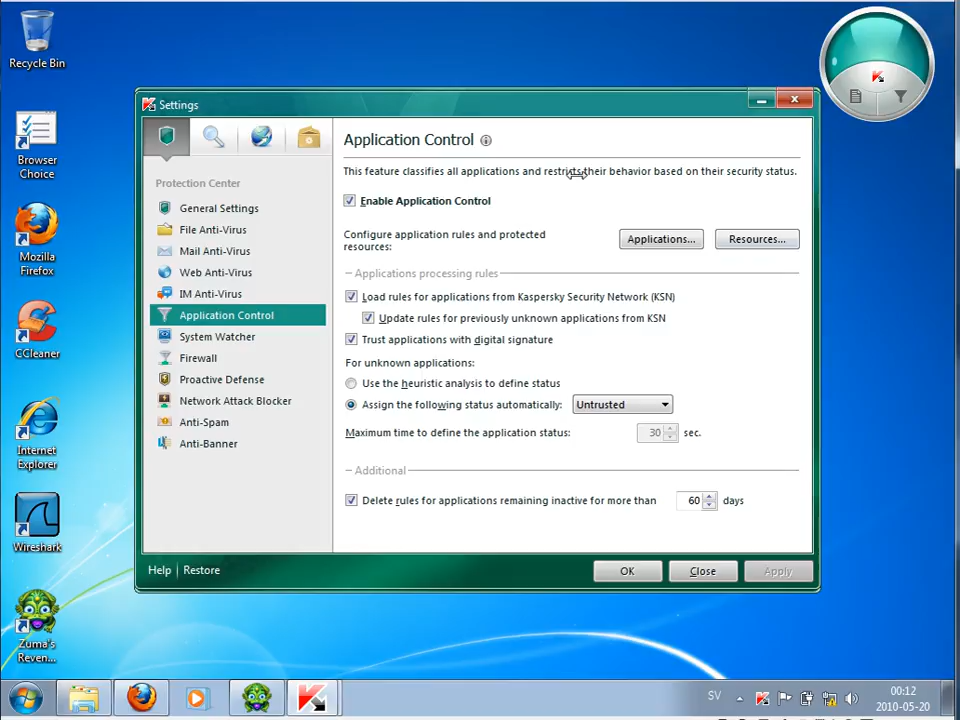 Recycle Bin
Browser
Choice
Mozilla
Firefox
CCleaner
Internet
Explorer
Wireshark
Zuma's
Reven...
Settings
Protection Center
General Settings
File Anti-Virus
Mail Anti-Virus
Web Anti-Virus
IM Anti-Virus
Application Control
System Watcher
Firewall
Proactive Defense
Network Attack Blocker
Anti-Spam
Anti-Banner
Application Control
This feature classifies all applications and restricts their behavior based on their security status.
Enable Application Control
Configure application rules and protected
resources:
Applications...
Resources...
Applications processing rules
Load rules for applications from Kaspersky Security Network (KSN)
Update rules for previously unknown applications from KSN
Trust applications with digital signature
For unknown applications:
Use the heuristic analysis to define status
Assign the following status automatically: Untrusted
Maximum time to define the application status: 30 sec.
Additional
Delete rules for applications remaining inactive for more than 60 days
Help Restore
OK
Close
Apply
SV
00:12
2010-05-20